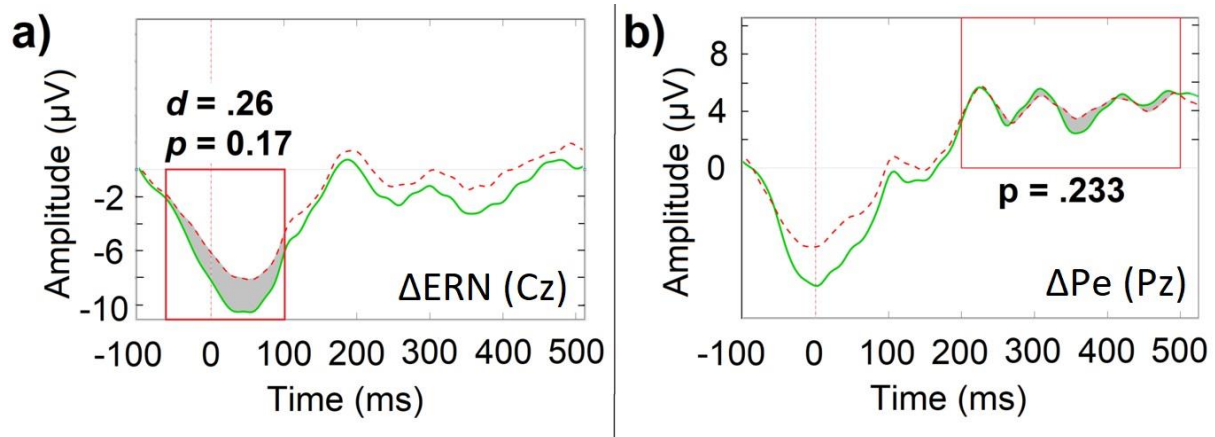 a)
d = .26
p = 0.17
Amplitude (µV)
-2
-6
-10
ΔERN (Cz)
-100 0 100 200 300 400 500
Time (ms)
b)
Amplitude (µV)
8
4
0
p = .233
ΔPe (Pz)
-100 0 100 200 300 400 500
Time (ms)